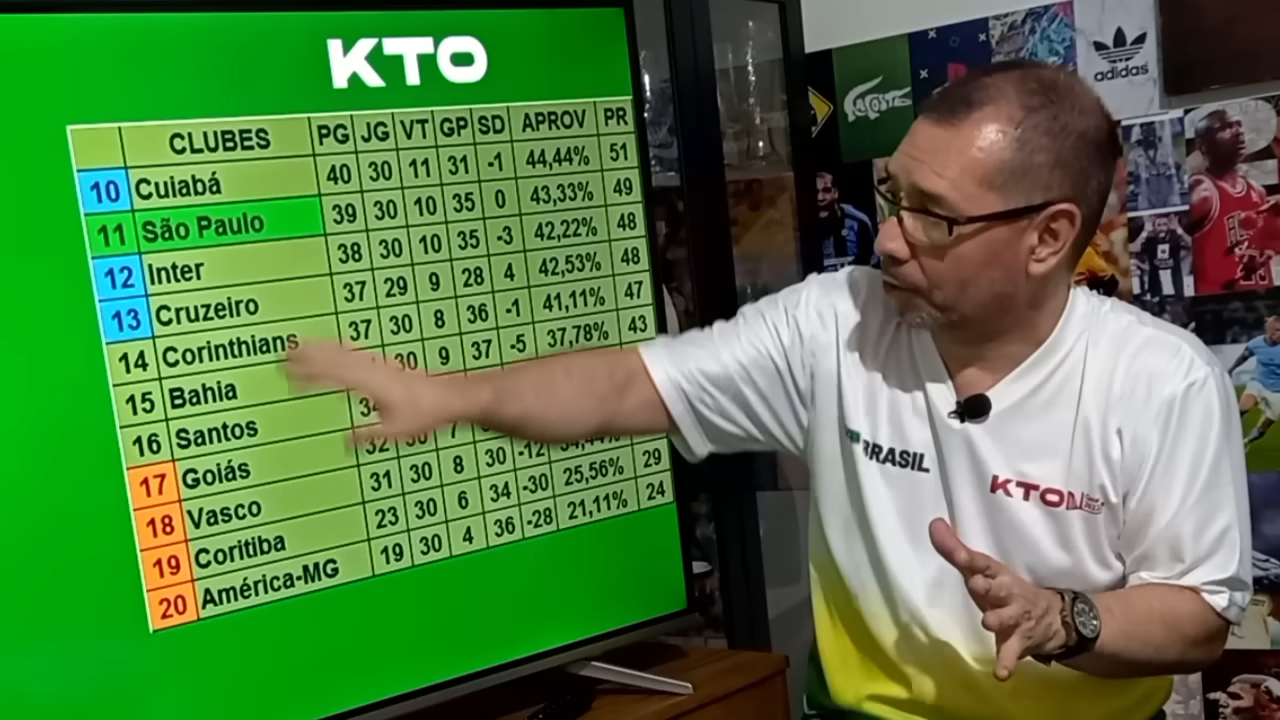 KTO
CLUBES PG JG VT GP SD APROV PR
10 Cuiabá 40 30 11 31 -1 44,44% 51
11 São Paulo 39 30 10 35 0 43,33% 49
12 Inter 38 30 10 35 -3 42,22% 48
13 Cruzeiro 37 29 9 28 4 42,53% 48
14 Corinthians 37 30 8 36 -1 41,11% 47
15 Bahia 30 9 37 -5 37,78% 43
16 Santos
17 Goiás 32 30 7
18 Vasco 31 30 8 30 -12 34,44%
19 Coritiba 23 30 6 34 -30 25,56% 29
20 América-MG 19 30 4 36 -28 21,11% 24
LACOSTE
adidas
BRASIL
KTO